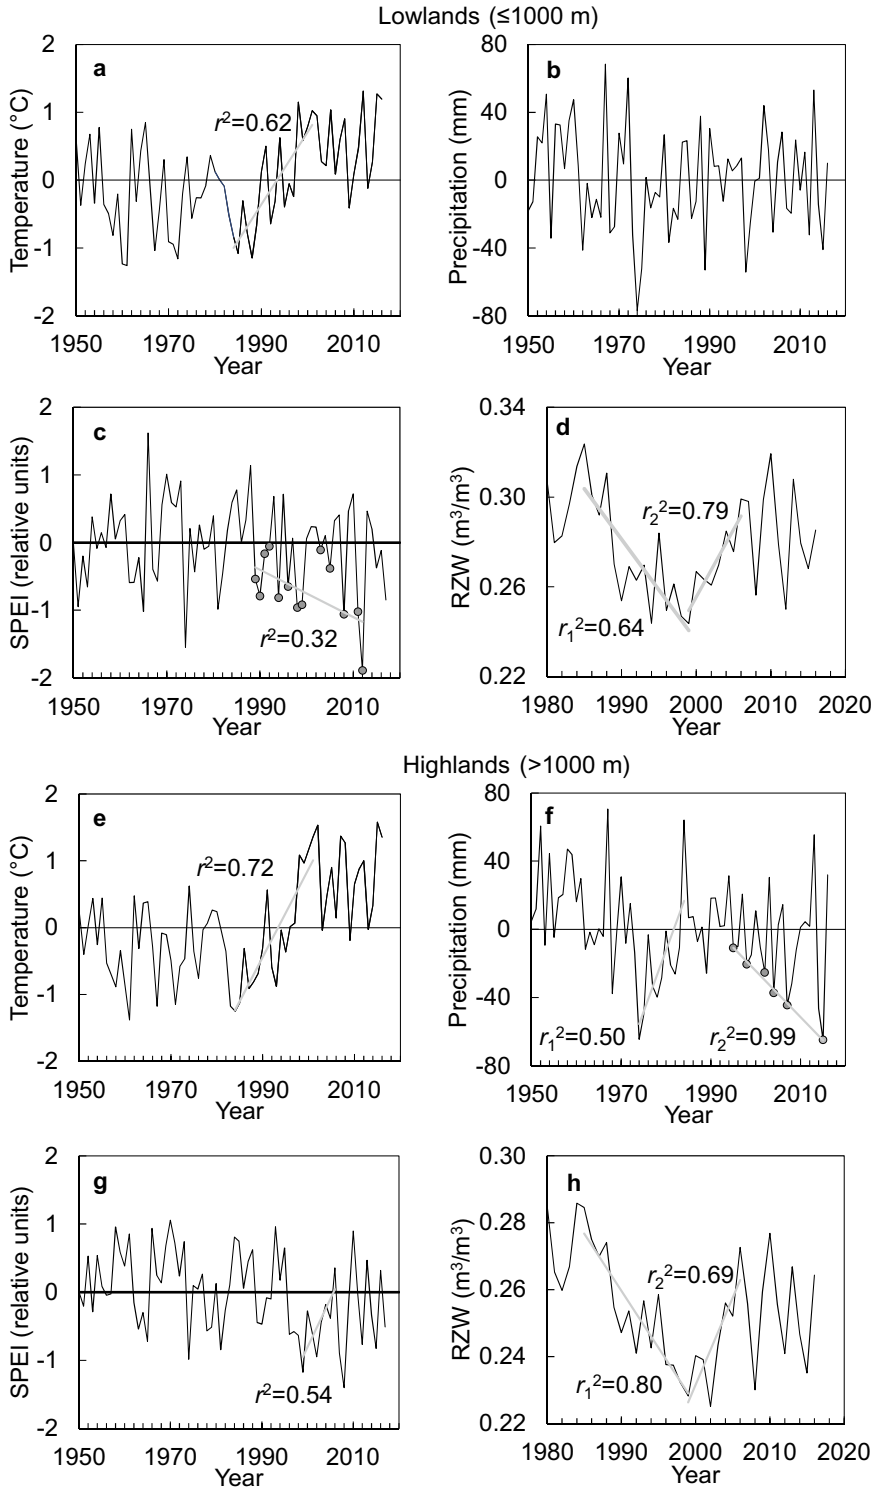 Lowlands (≤1000 m)
a
Temperature (°C)
2
1
0
-1
-2
r²=0.62
1950 1970 1990 2010
Year
b
Precipitation (mm)
80
40
0
-40
-80
1950 1970 1990 2010
Year
c
SPEI (relative units)
2
1
0
-1
-2
r²=0.32
1950 1970 1990 2010
Year
d
RZW (m³/m³)
0.34
0.30
0.26
0.22
r₂²=0.79
r₁²=0.64
1980 1990 2000 2010 2020
Year
Highlands (>1000 m)
e
Temperature (°C)
2
1
0
-1
-2
r²=0.72
1950 1970 1990 2010
Year
f
Precipitation (mm)
80
40
0
-40
-80
r₁²=0.50
r₂²=0.99
1950 1970 1990 2010
Year
g
SPEI (relative units)
2
1
0
-1
-2
r²=0.54
1950 1970 1990 2010
Year
h
RZW (m³/m³)
0.30
0.28
0.26
0.24
0.22
r₂²=0.69
r₁²=0.80
1980 1990 2000 2010 2020
Year